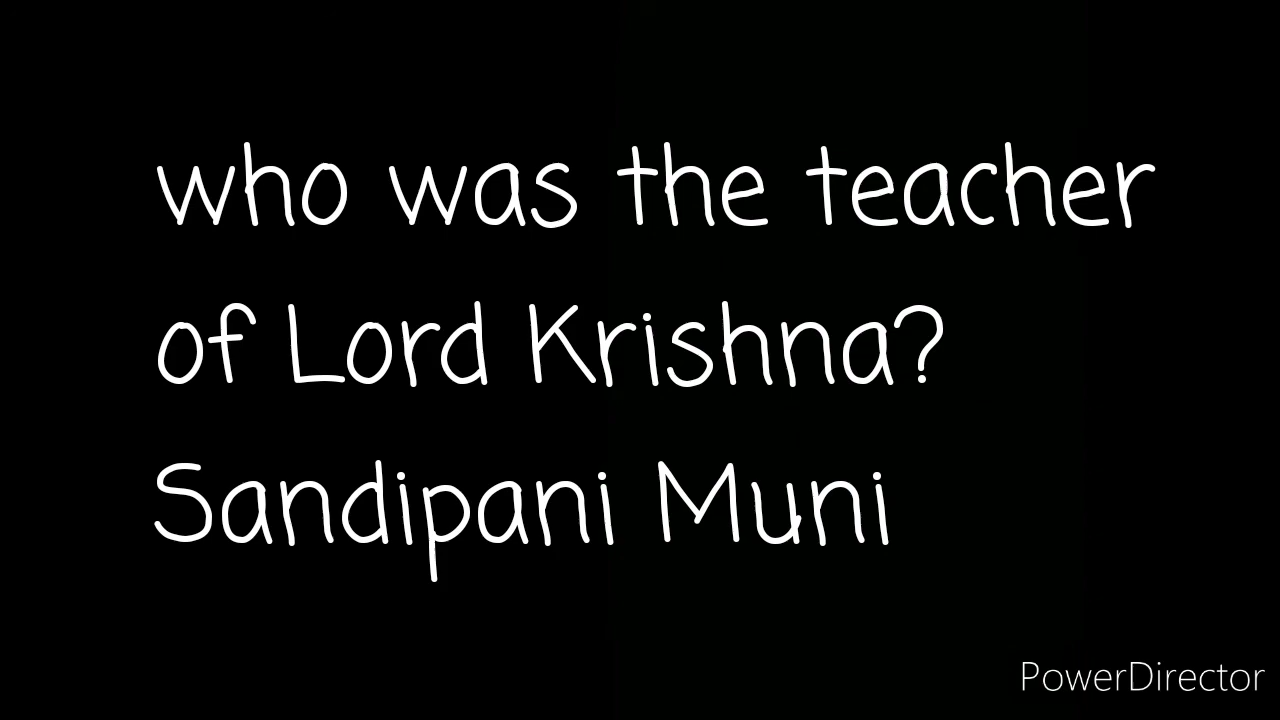 who was the teacher
of Lord Krishna?
Sandipani Muni
PowerDirector